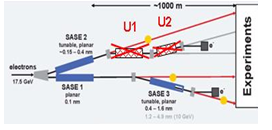 ~1000 m
U1
U2
SASE 2
tunable, planar
~0.15 – 0.4 nm
electrons
17.5 GeV
SASE 1
planar
0.1 nm
e⁻
SASE 3
tunable, planar
0.4 – 1.6 nm
1.2 – 4.9 nm (10 GeV)
e⁻
Experiments